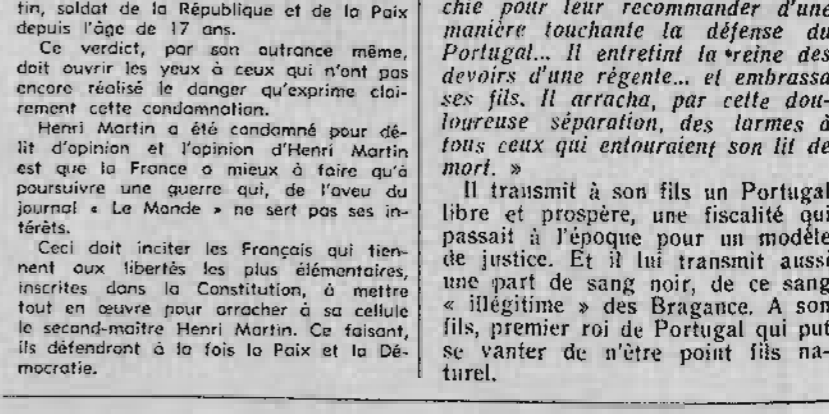 tin, soldat de la République et de la Paix
depuis l'âge de 17 ans.
Ce verdict, par son outrance même,
doit ouvrir les yeux à ceux qui n'ont pas
encore réalisé le danger qu'exprime clai-
rement cette condamnation.
Henri Martin a été condamné pour dé-
lit d'opinion et l'opinion d'Henri Martin
est que la France a mieux à faire qu'à
poursuivre une guerre qui, de l'aveu du
journal « Le Monde » ne sert pas ses in-
térêts.
Ceci doit inciter les Français qui tien-
nent aux libertés les plus élémentaires,
inscrites dans la Constitution, à mettre
tout en œuvre pour arracher à sa cellule
le second-maître Henri Martin. Ce faisant,
ils défendront à la fois la Paix et la Dé-
mocratie.
chie pour leur recommander d'une
manière touchante la défense du
Portugal... Il entretint la reine des
devoirs d'une régente... et embrassa
ses fils. Il arracha, par cette dou-
loureuse séparation, des larmes à
tous ceux qui entouraient son lit de
mort. »
Il transmit à son fils un Portugal
libre et prospère, une fiscalité qui
passait à l'époque pour un modèle
de justice. Et il lui transmit aussi
une part de sang noir, de ce sang
« illégitime » des Bragance. A son
fils, premier roi de Portugal qui put
se vanter de n'être point fils na-
turel.